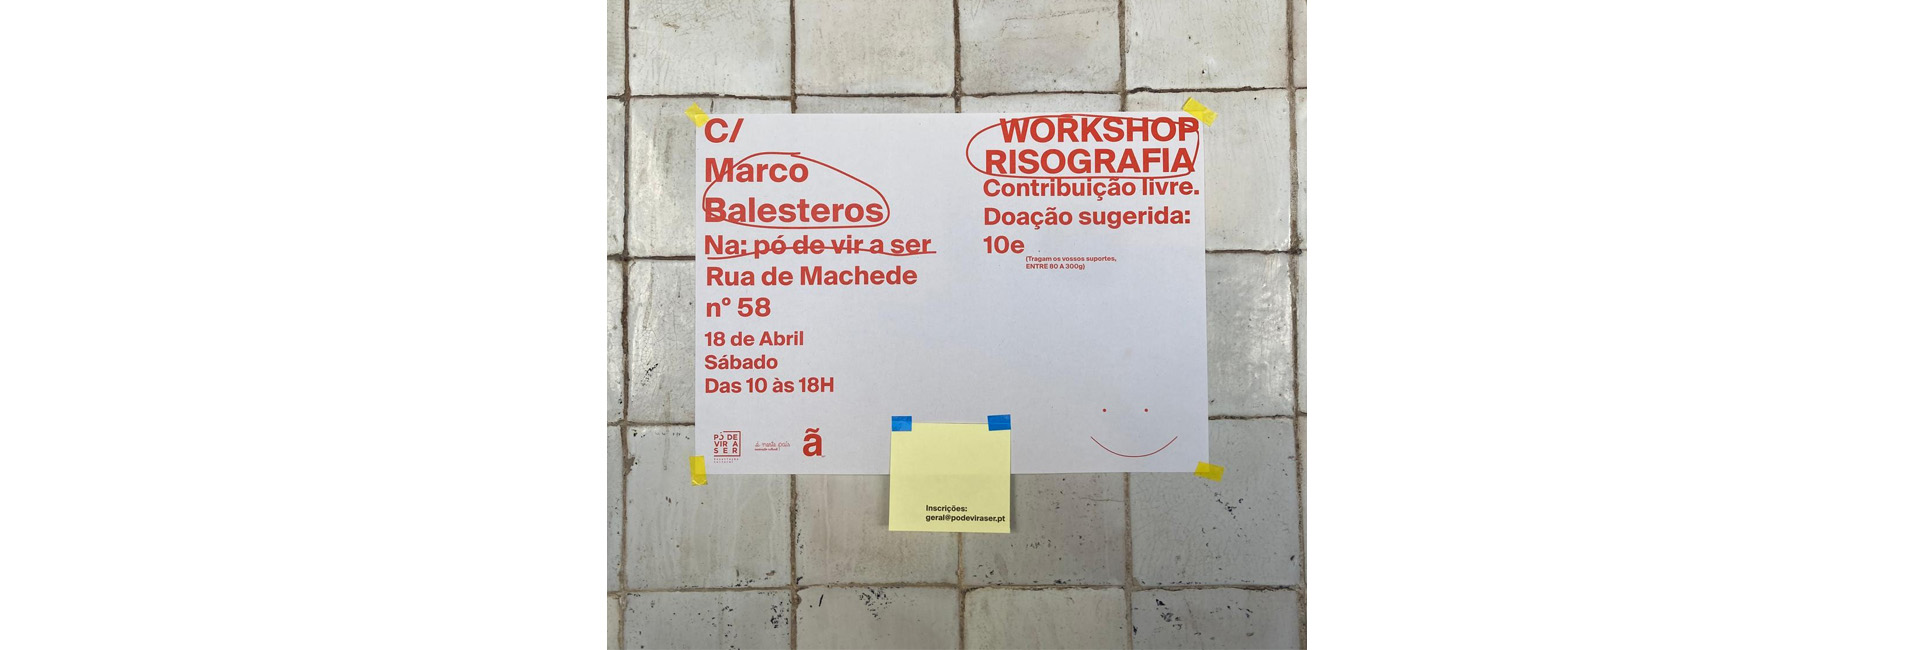 C/
Marco
Balesteros
Na: pó de vir a ser
Rua de Machede
nº 58
18 de Abril
Sábado
Das 10 às 18H
WORKSHOP
RISOGRAFIA
Contribuição livre.
Doação sugerida:
10e
(Tragam os vossos suportes,
ENTRE 80 A 300g)
PÓ DE
VIR A
SER
ã
Inscrições:
geral@podeviraser.pt